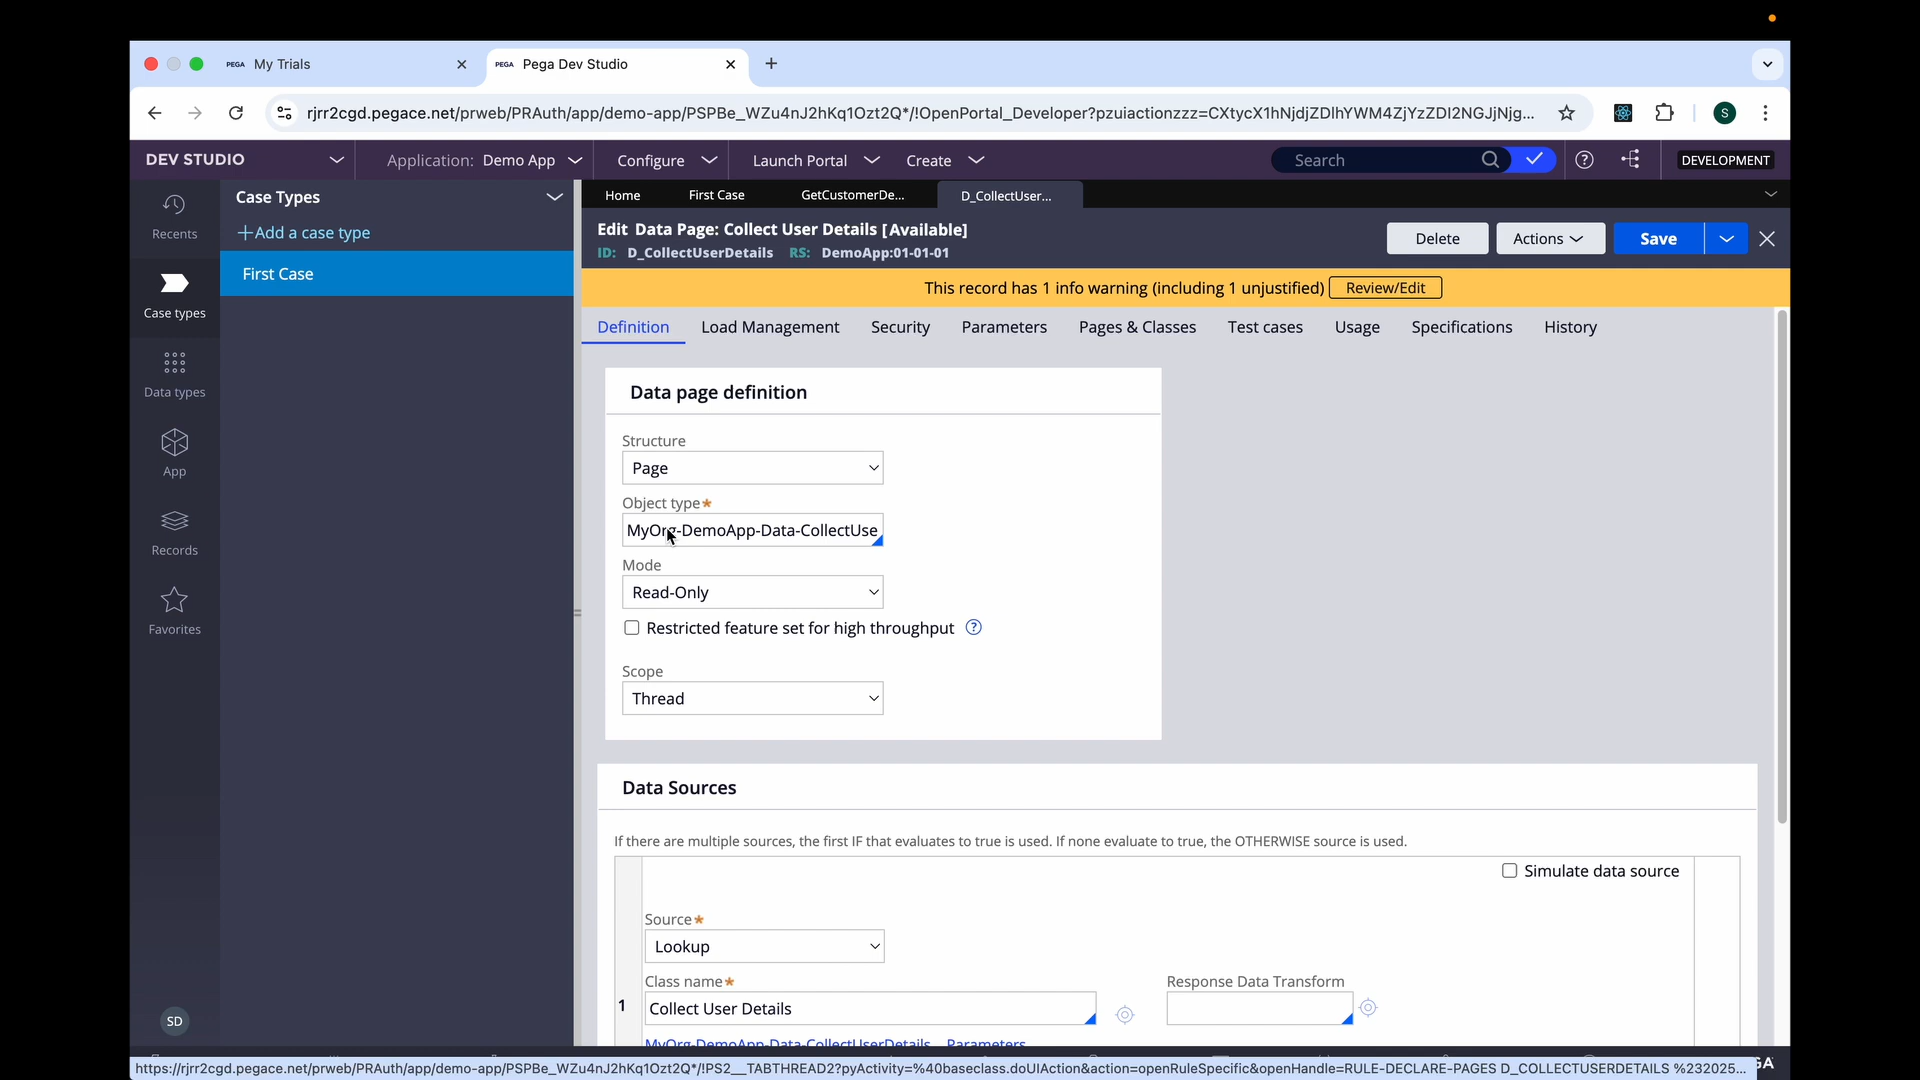 PEGA My Trials
PEGA Pega Dev Studio
rjrr2cgd.pegace.net/prweb/PRAuth/app/demo-app/PSPBe_WZu4nJ2hKq1Ozt2Q*/!OpenPortal_Developer?pzuiactionzzz=CXtycX1hNjdjZDlhYWM4ZjYzZDI2NGJjNjg...
S
DEV STUDIO
Application: Demo App
Configure
Launch Portal
Create
Search
DEVELOPMENT
Recents
Case types
Data types
App
Records
Favorites
SD
Case Types
+Add a case type
First Case
Home
First Case
GetCustomerDe...
D_CollectUser...
Edit Data Page: Collect User Details [Available]
ID: D_CollectUserDetails RS: DemoApp:01-01-01
Delete
Actions
Save
This record has 1 info warning (including 1 unjustified) Review/Edit
Definition
Load Management
Security
Parameters
Pages & Classes
Test cases
Usage
Specifications
History
Data page definition
Structure
Page
Object type*
MyOrg-DemoApp-Data-CollectUse
Mode
Read-Only
Restricted feature set for high throughput ?
Scope
Thread
Data Sources
If there are multiple sources, the first IF that evaluates to true is used. If none evaluate to true, the OTHERWISE source is used.
Simulate data source
Source*
Lookup
Class name*
Response Data Transform
1
Collect User Details
MyOrg-DemoApp-Data-CollectUserDetails Parameters
https://rjrr2cgd.pegace.net/prweb/PRAuth/app/demo-app/PSPBe_WZu4nJ2hKq1Ozt2Q*/!PS2__TABTHREAD2?pyActivity=%40baseclass.doUIAction&action=openRuleSpecific&openHandle=RULE-DECLARE-PAGES D_COLLECTUSERDETAILS %232025...